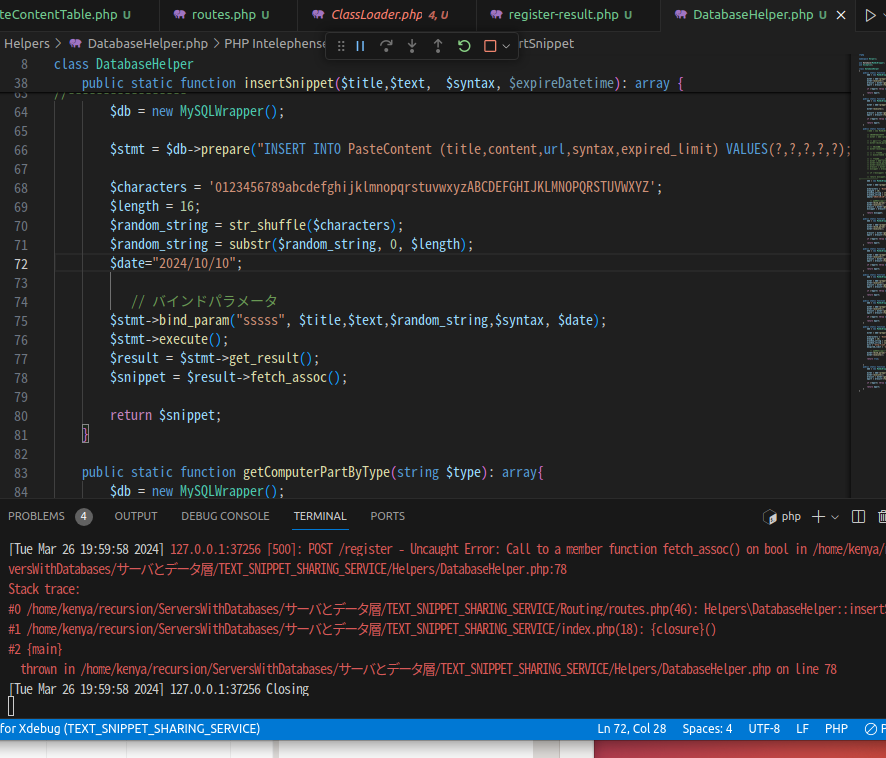 teContentTable.php U routes.php U ClassLoader.php 4, U register-result.php U DatabaseHelper.php U
Helpers > DatabaseHelper.php > PHP Intelephense rtSnippet
8 class DatabaseHelper
38 public static function insertSnippet($title,$text, $syntax, $expireDatetime): array {
63 //
64 $db = new MySQLWrapper();
65
66 $stmt = $db->prepare("INSERT INTO PasteContent (title,content,url,syntax,expired_limit) VALUES(?,?,?,?,?);
67
68 $characters = '0123456789abcdefghijklmnopqrstuvwxyzABCDEFGHIJKLMNOPQRSTUVWXYZ';
69 $length = 16;
70 $random_string = str_shuffle($characters);
71 $random_string = substr($random_string, 0, $length);
72 $date="2024/10/10";
73
74 // バインドパラメータ
75 $stmt->bind_param("sssss", $title,$text,$random_string,$syntax, $date);
76 $stmt->execute();
77 $result = $stmt->get_result();
78 $snippet = $result->fetch_assoc();
79
80 return $snippet;
81 }
82
83 public static function getComputerPartByType(string $type): array{
84 $db = new MySQLWrapper();
PROBLEMS 4 OUTPUT DEBUG CONSOLE TERMINAL PORTS php
[Tue Mar 26 19:59:58 2024] 127.0.0.1:37256 [500]: POST /register - Uncaught Error: Call to a member function fetch_assoc() on bool in /home/kenya/
versWithDatabases/サーバとデータ層/TEXT_SNIPPET_SHARING_SERVICE/Helpers/DatabaseHelper.php:78
Stack trace:
#0 /home/kenya/recursion/ServersWithDatabases/サーバとデータ層/TEXT_SNIPPET_SHARING_SERVICE/Routing/routes.php(46): Helpers\DatabaseHelper::insertS
#1 /home/kenya/recursion/ServersWithDatabases/サーバとデータ層/TEXT_SNIPPET_SHARING_SERVICE/index.php(18): {closure}()
#2 {main}
thrown in /home/kenya/recursion/ServersWithDatabases/サーバとデータ層/TEXT_SNIPPET_SHARING_SERVICE/Helpers/DatabaseHelper.php on line 78
[Tue Mar 26 19:59:58 2024] 127.0.0.1:37256 Closing
for Xdebug (TEXT_SNIPPET_SHARING_SERVICE) Ln 72, Col 28 Spaces: 4 UTF-8 LF PHP